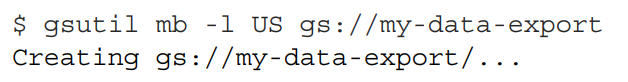 $ gsutil mb -l US gs://my-data-export
Creating gs://my-data-export/...